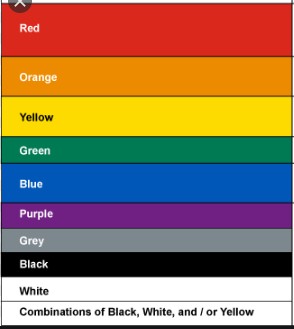 Red
Orange
Yellow
Green
Blue
Purple
Grey
Black
White
Combinations of Black, White, and / or Yellow